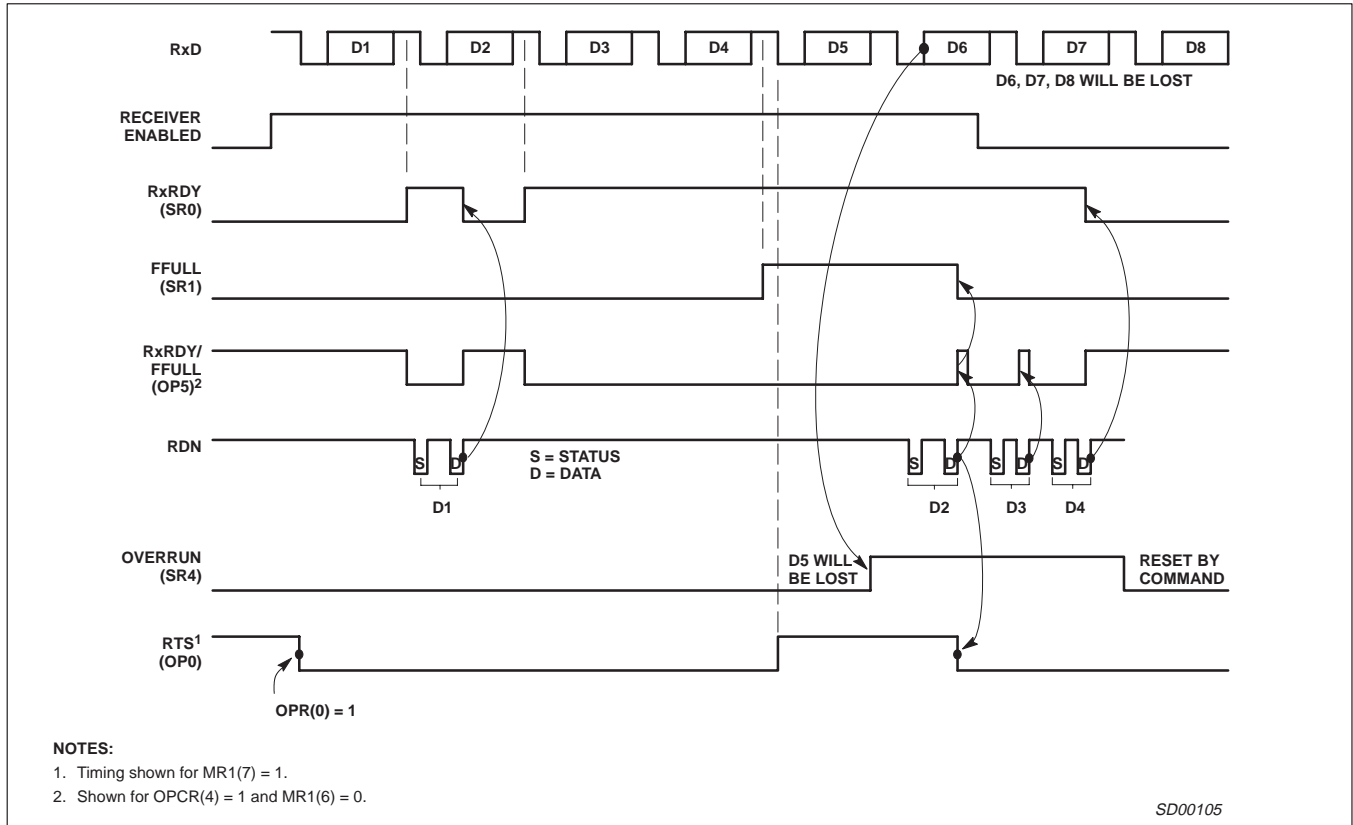 RxD
D1 D2 D3 D4 D5 D6 D7 D8
D6, D7, D8 WILL BE LOST
RECEIVER
ENABLED
RxRDY
(SR0)
FFULL
(SR1)
RxRDY/
FFULL
(OP5)2
RDN
S D S D S D S D
S = STATUS
D = DATA
D1 D2 D3 D4
OVERRUN
(SR4)
D5 WILL
BE LOST
RESET BY
COMMAND
RTS1
(OP0)
OPR(0) = 1
NOTES:
1. Timing shown for MR1(7) = 1.
2. Shown for OPCR(4) = 1 and MR1(6) = 0.
SD00105